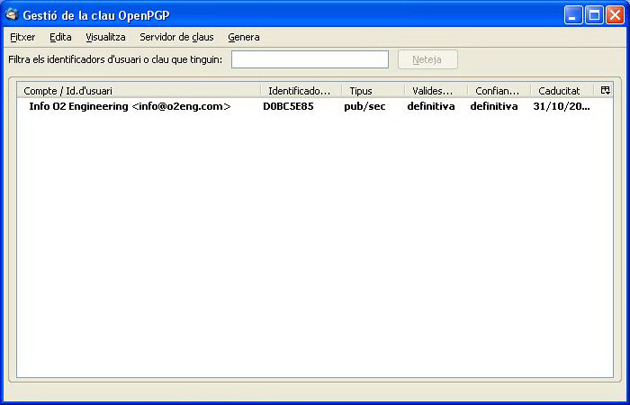 Gestió de la clau OpenPGP
Fitxer Edita Visualitza Servidor de claus Genera
Filtra els identificadors d'usuari o clau que tinguin: Neteja
Compte / Id.d'usuari Identificado... Tipus Valides... Confian... Caducitat
Info O2 Engineering <info@o2eng.com> D0BC5E85 pub/sec definitiva definitiva 31/10/20...